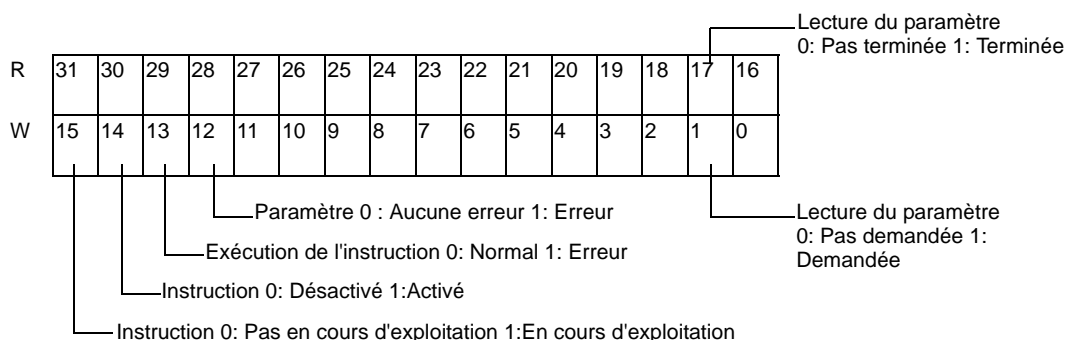 Lecture du paramètre
0: Pas terminée 1: Terminée
R 31 30 29 28 27 26 25 24 23 22 21 20 19 18 17 16
W 15 14 13 12 11 10 9 8 7 6 5 4 3 2 1 0
Paramètre 0 : Aucune erreur 1: Erreur
Lecture du paramètre
0: Pas demandée 1:
Demandée
Exécution de l'instruction 0: Normal 1: Erreur
Instruction 0: Désactivé 1:Activé
Instruction 0: Pas en cours d'exploitation 1:En cours d'exploitation